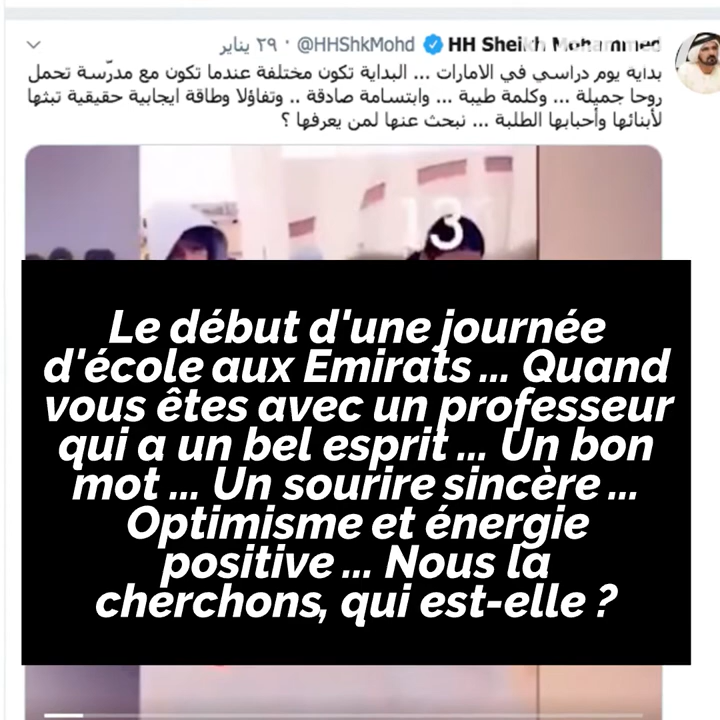 HH Sheikh Mohammed @HHShkMohd · ٢٩ يناير
بداية يوم دراسي في الامارات ... البداية تكون مختلفة عندما تكون مع مدرّسة تحمل
روحا جميلة ... وكلمة طيبة ... وابتسامة صادقة .. وتفاؤلا وطاقة ايجابية حقيقية تبثها
لأبنائها وأحبابها الطلبة ... نبحث عنها لمن يعرفها ؟
13
Le début d'une journée
d'école aux Emirats ... Quand
vous êtes avec un professeur
qui a un bel esprit ... Un bon
mot ... Un sourire sincère ...
Optimisme et énergie
positive ... Nous la
cherchons, qui est-elle ?